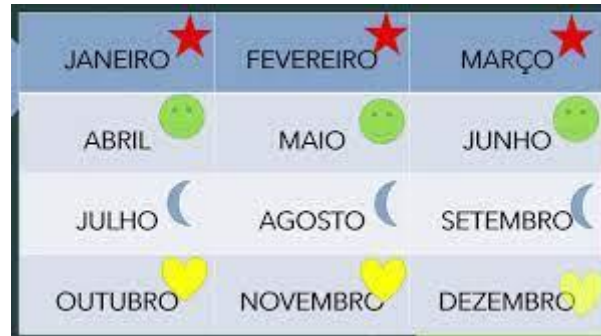 JANEIRO FEVEREIRO MARÇO
ABRIL MAIO JUNHO
JULHO AGOSTO SETEMBRO
OUTUBRO NOVEMBRO DEZEMBRO